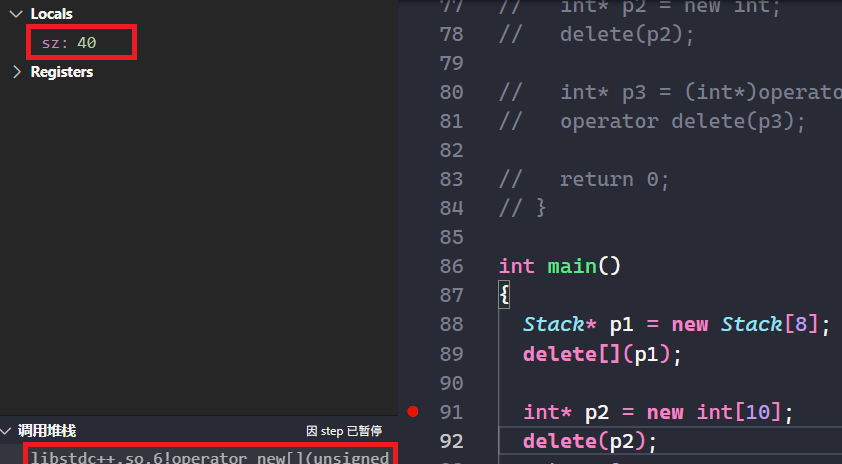 Locals
sz: 40
Registers
调用堆栈
因 step 已暂停
libstdc++.so.6!operator new[](unsigned
77 //   int* p2 = new int;
78 //   delete(p2);
79
80 //   int* p3 = (int*)operato
81 //   operator delete(p3);
82
83 //   return 0;
84 // }
85
86 int main()
87 {
88   Stack* p1 = new Stack[8];
89   delete[](p1);
90
91   int* p2 = new int[10];
92   delete(p2);